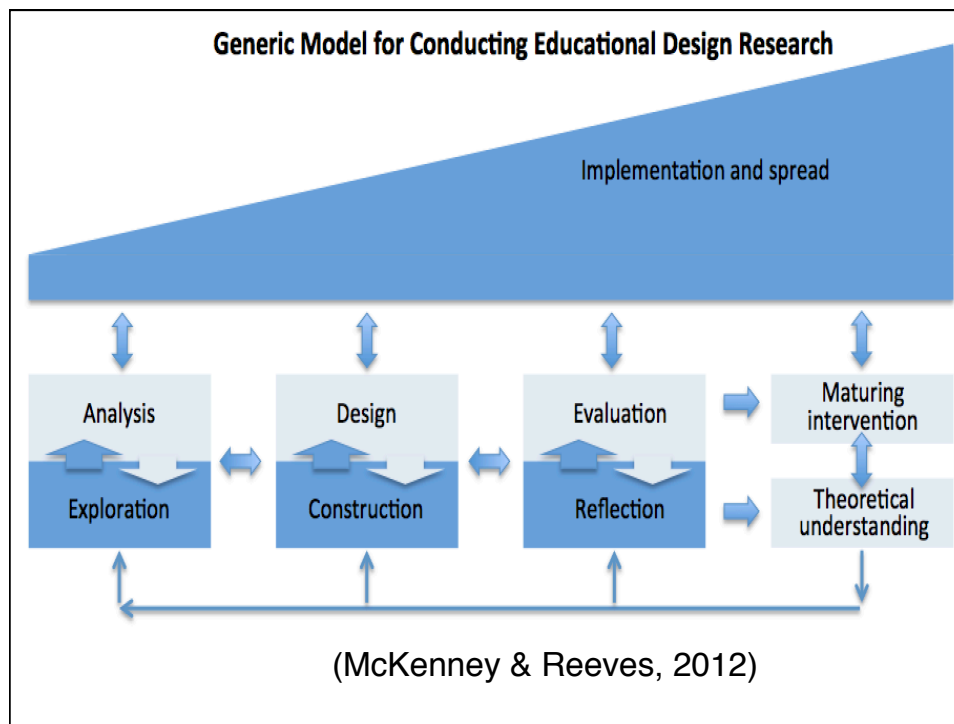 Generic Model for Conducting Educational Design Research
Implementation and spread
Analysis
Exploration
Design
Construction
Evaluation
Reflection
Maturing
intervention
Theoretical
understanding
(McKenney & Reeves, 2012)